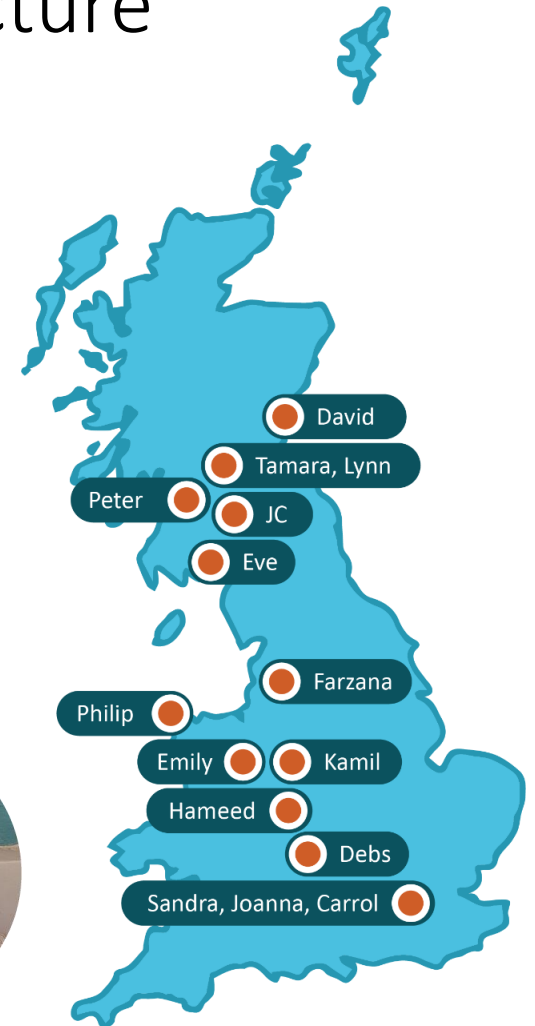 cture
David
Tamara, Lynn
Peter
JC
Eve
Farzana
Philip
Emily
Kamil
Hameed
Debs
Sandra, Joanna, Carrol